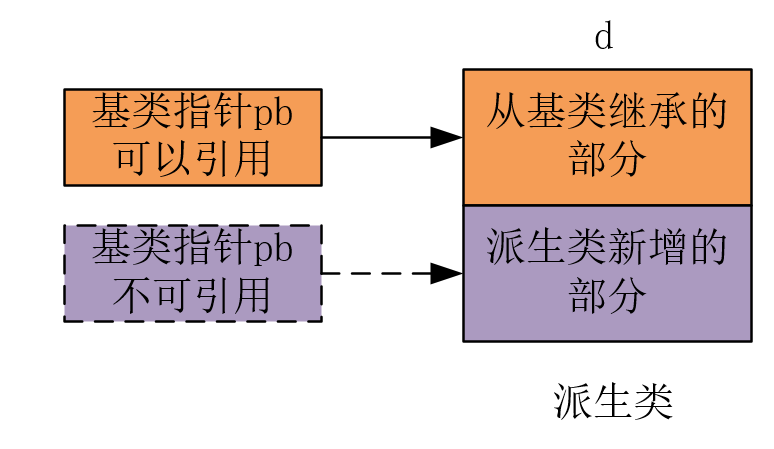 d
基类指针pb
可以引用
从基类继承的
部分
基类指针pb
不可引用
派生类新增的
部分
派生类